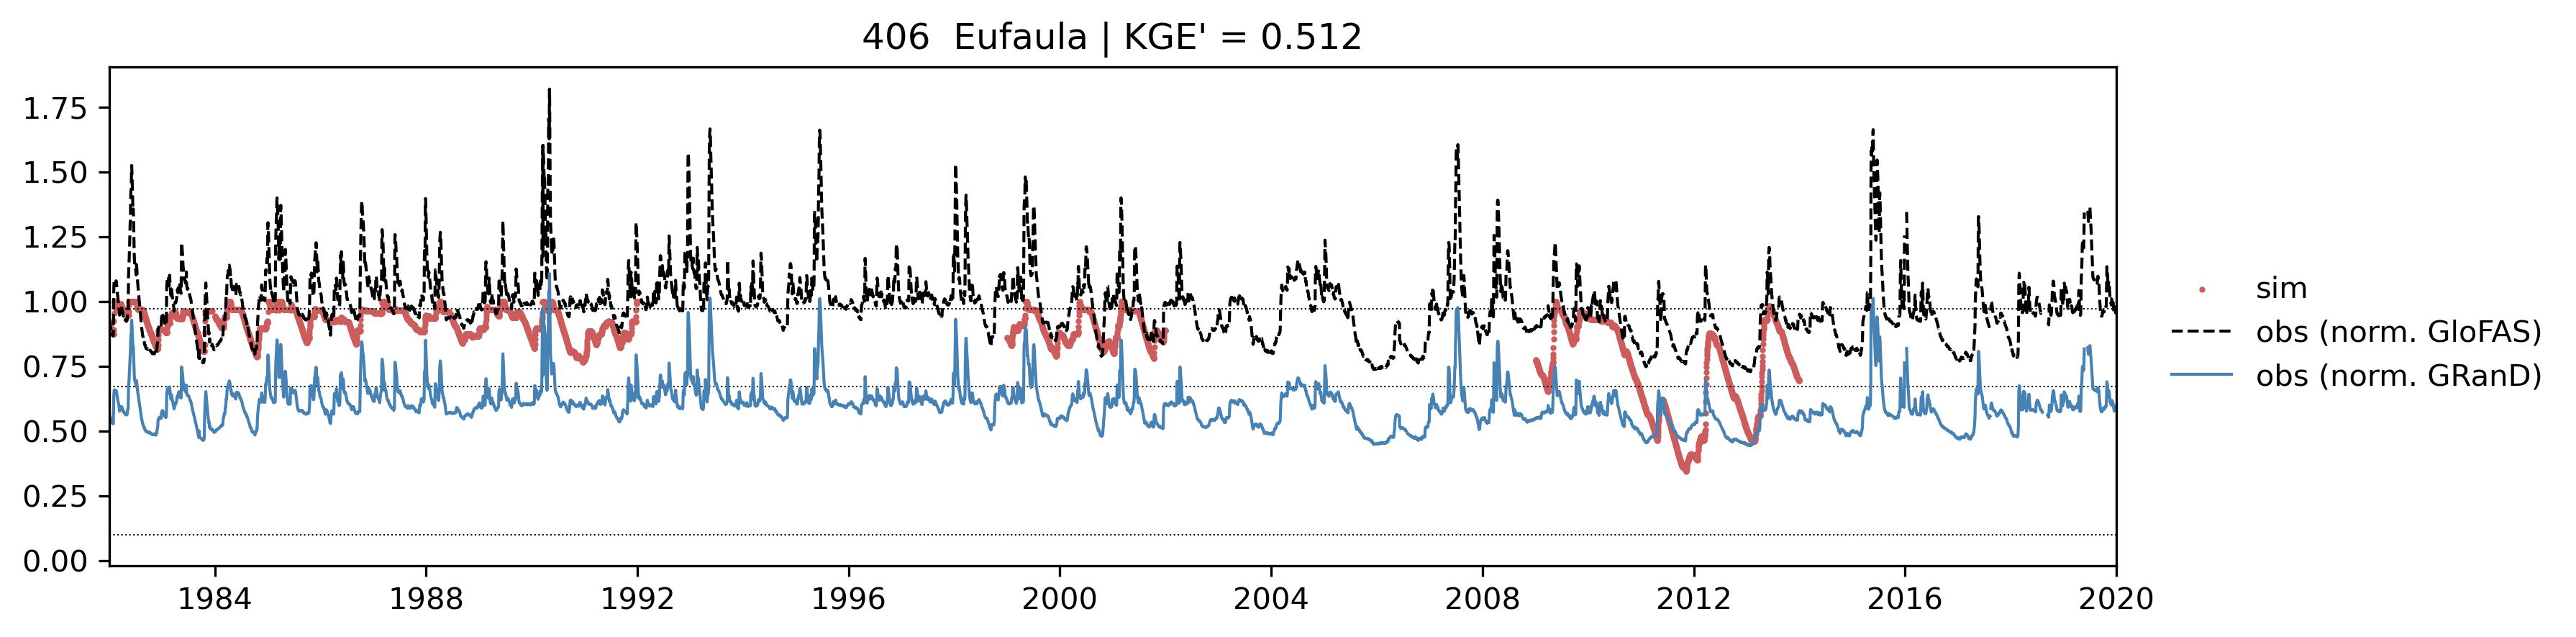 406  Eufaula | KGE' = 0.512
1.75
1.50
1.25
1.00
0.75
0.50
0.25
0.00
1984 1988 1992 1996 2000 2004 2008 2012 2016 2020
sim
obs (norm. GloFAS)
obs (norm. GRanD)